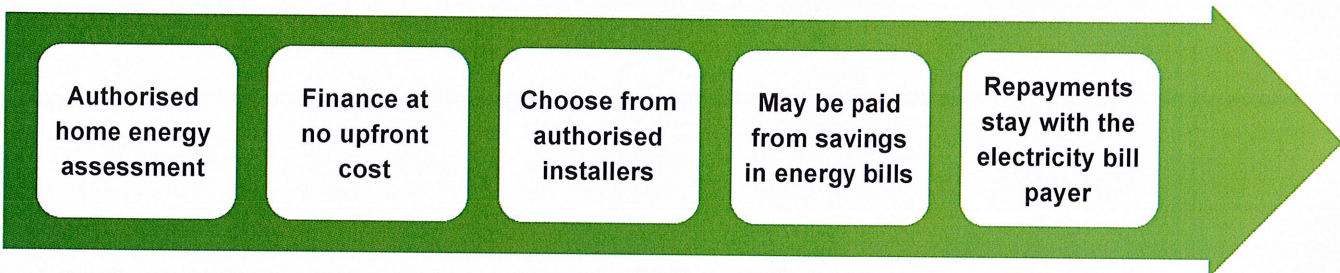 Authorised
home energy
assessment
Finance at
no upfront
cost
Choose from
authorised
installers
May be paid
from savings
in energy bills
Repayments
stay with the
electricity bill
payer